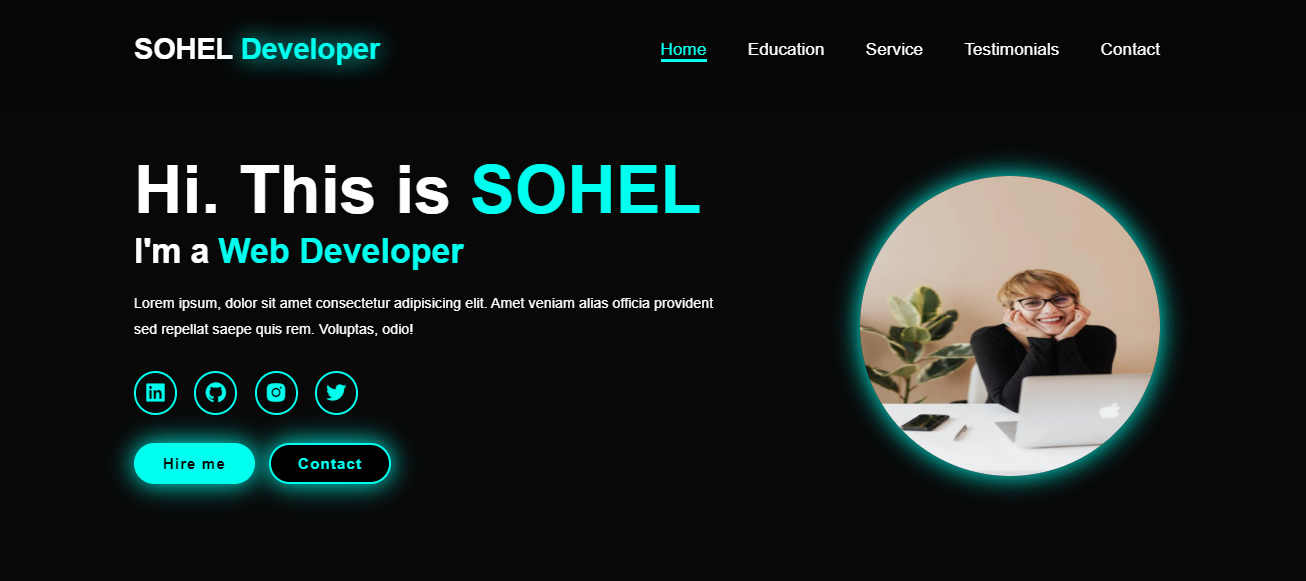 SOHEL Developer
Home Education Service Testimonials Contact
Hi. This is SOHEL
I'm a Web Developer
Lorem ipsum, dolor sit amet consectetur adipisicing elit. Amet veniam alias officia provident
sed repellat saepe quis rem. Voluptas, odio!
Hire me Contact